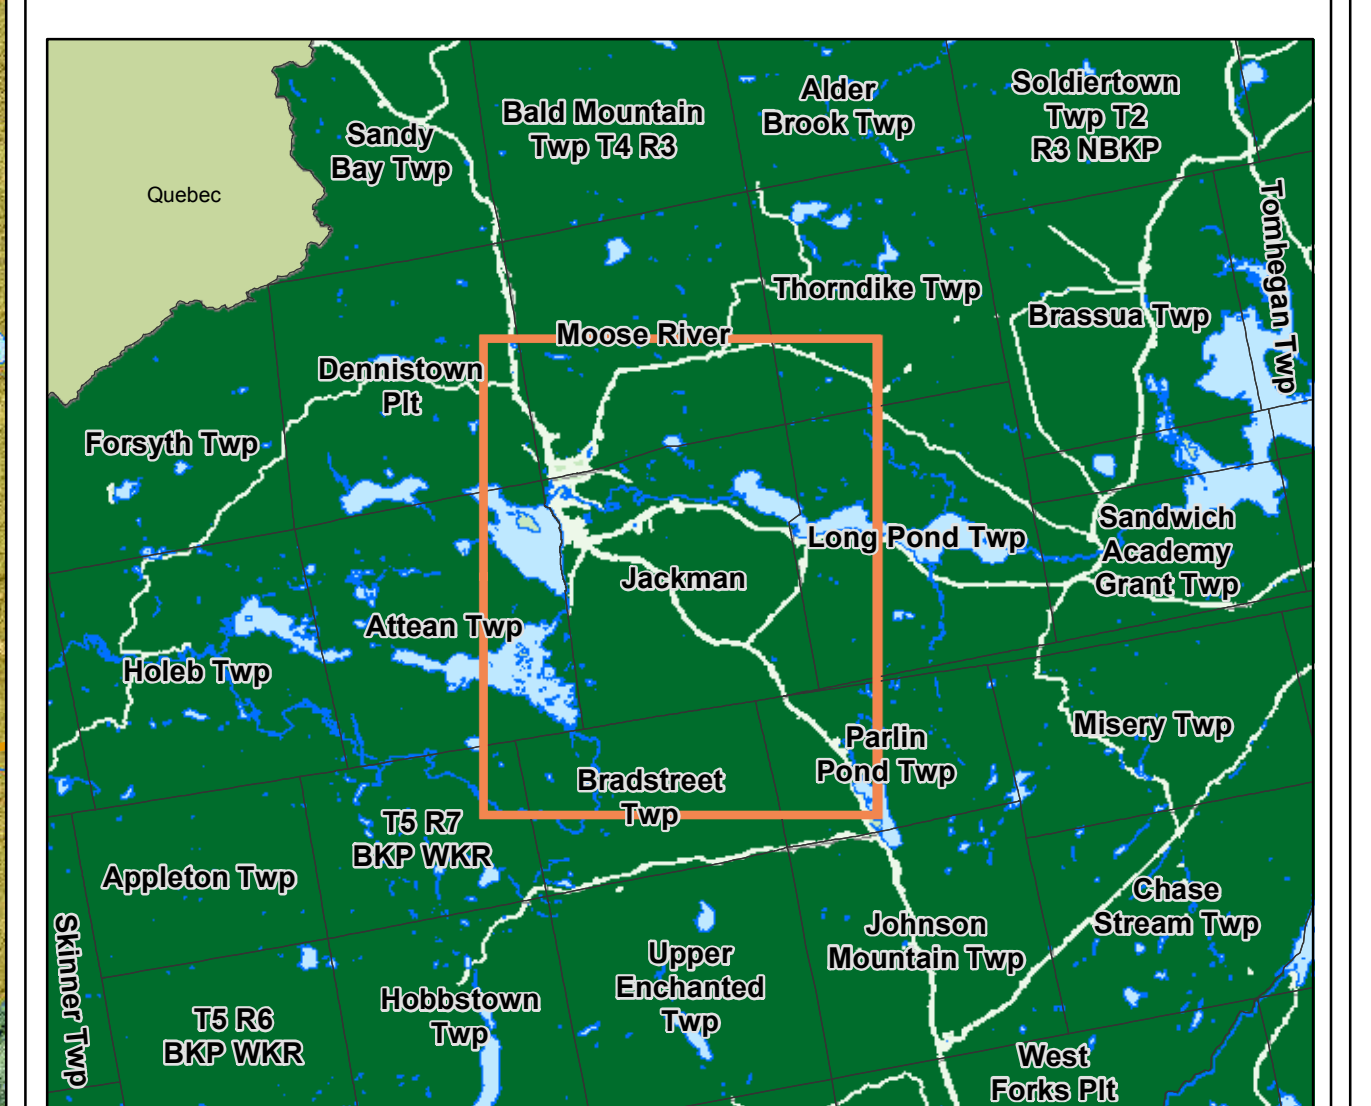 Alder
Brook Twp
Soldiertown
Twp T2
R3 NBKP
Bald Mountain
Twp T4 R3
Sandy
Bay Twp
Quebec
Tomhegan Twp
Thorndike Twp
Brassua Twp
Moose River
Dennistown
Plt
Forsyth Twp
Long Pond Twp
Sandwich
Academy
Grant Twp
Jackman
Attean Twp
Holeb Twp
Misery Twp
Parlin
Pond Twp
Bradstreet
Twp
T5 R7
BKP WKR
Appleton Twp
Chase
Stream Twp
Skinner Twp
Johnson
Mountain Twp
Upper
Enchanted
Twp
Hobbstown
Twp
T5 R6
BKP WKR
West
Forks Plt